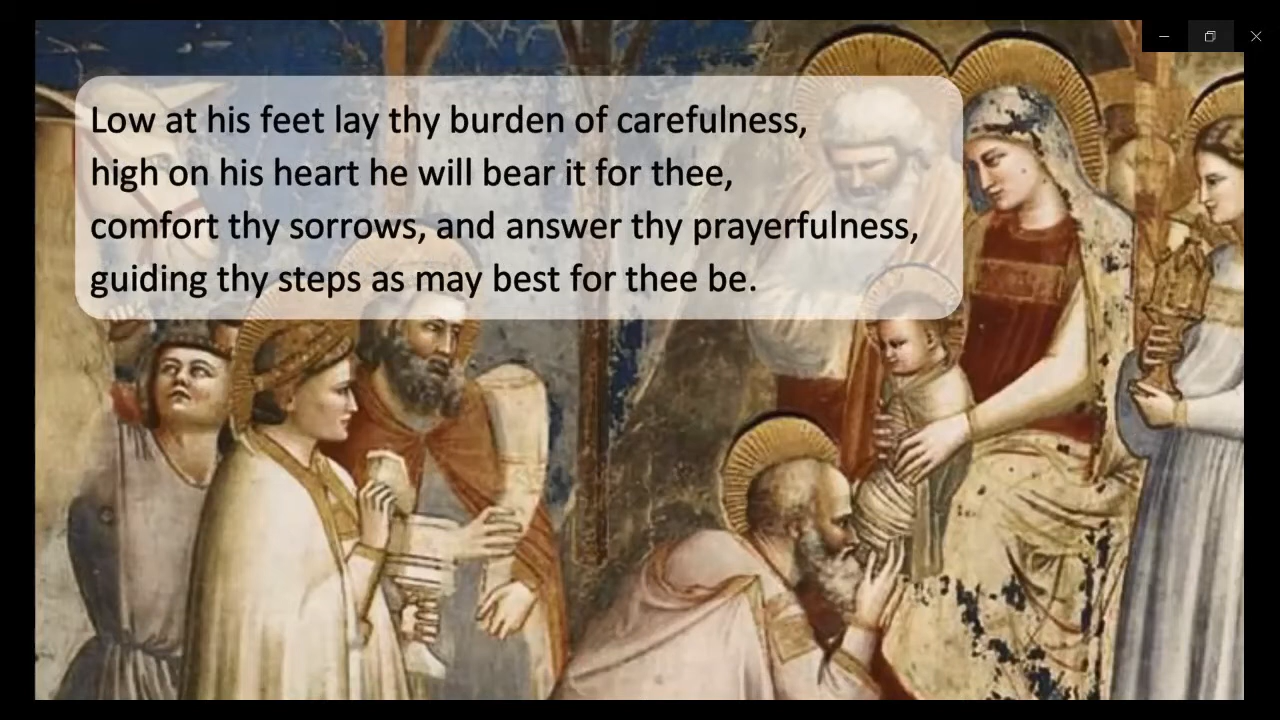 Low at his feet lay thy burden of carefulness,
high on his heart he will bear it for thee,
comfort thy sorrows, and answer thy prayerfulness,
guiding thy steps as may best for thee be.